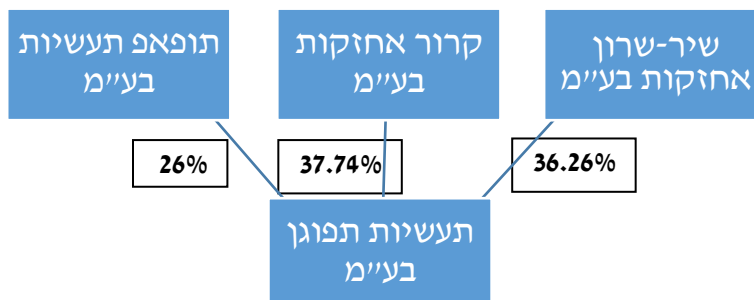 שיר-שרון
אחזקות בע״מ
קרור אחזקות
בע״מ
תופאפ תעשיות
בע״מ
36.26%
37.74%
26%
תעשיות תפוגן
בע״מ